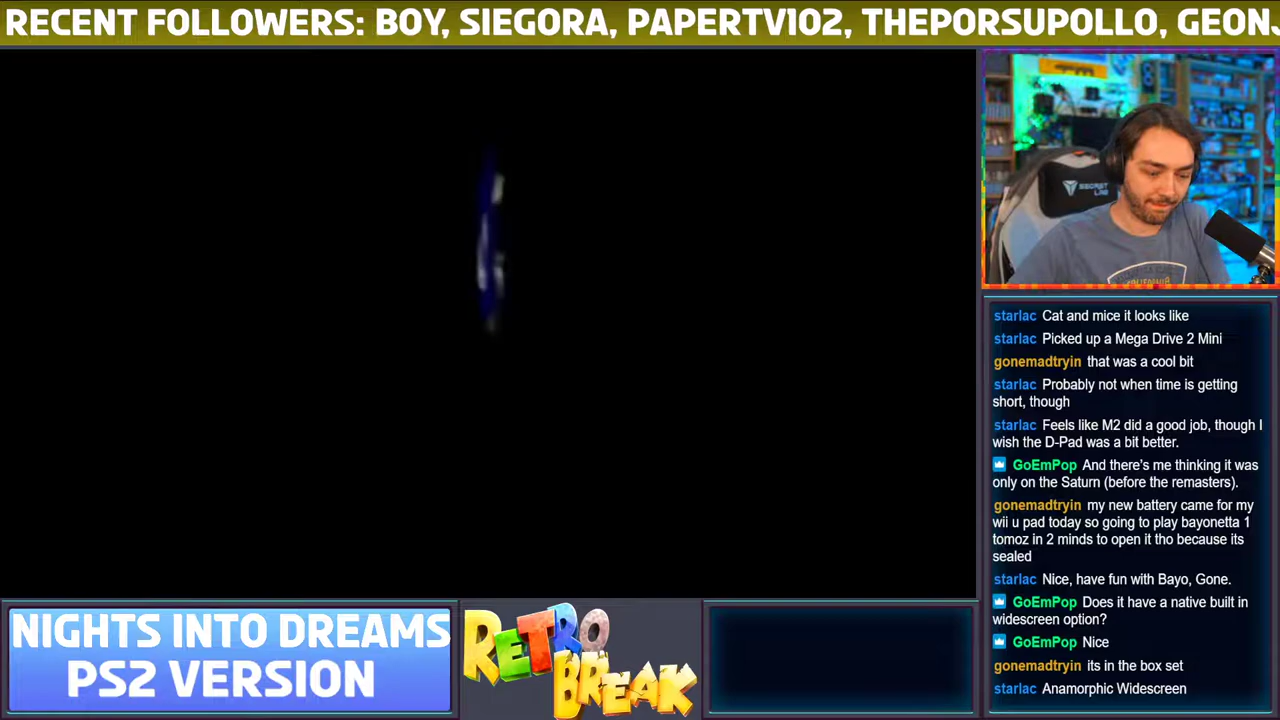 RECENT FOLLOWERS: BOY, SIEGORA, PAPERTV102, THEPORSUPOLLO, GEONJ
SECRET
LAB
starlac Cat and mice it looks like
starlac Picked up a Mega Drive 2 Mini
gonemadtryin that was a cool bit
starlac Probably not when time is getting
short, though
starlac Feels like M2 did a good job, though I
wish the D-Pad was a bit better.
GoEmPop And there's me thinking it was
only on the Saturn (before the remasters).
gonemadtryin my new battery came for my
wii u pad today so going to play bayonetta 1
tomoz in 2 minds to open it tho because its
sealed
starlac Nice, have fun with Bayo, Gone.
GoEmPop Does it have a native built in
widescreen option?
GoEmPop Nice
gonemadtryin its in the box set
starlac Anamorphic Widescreen
NIGHTS INTO DREAMS
PS2 VERSION
RETRO
BREAK